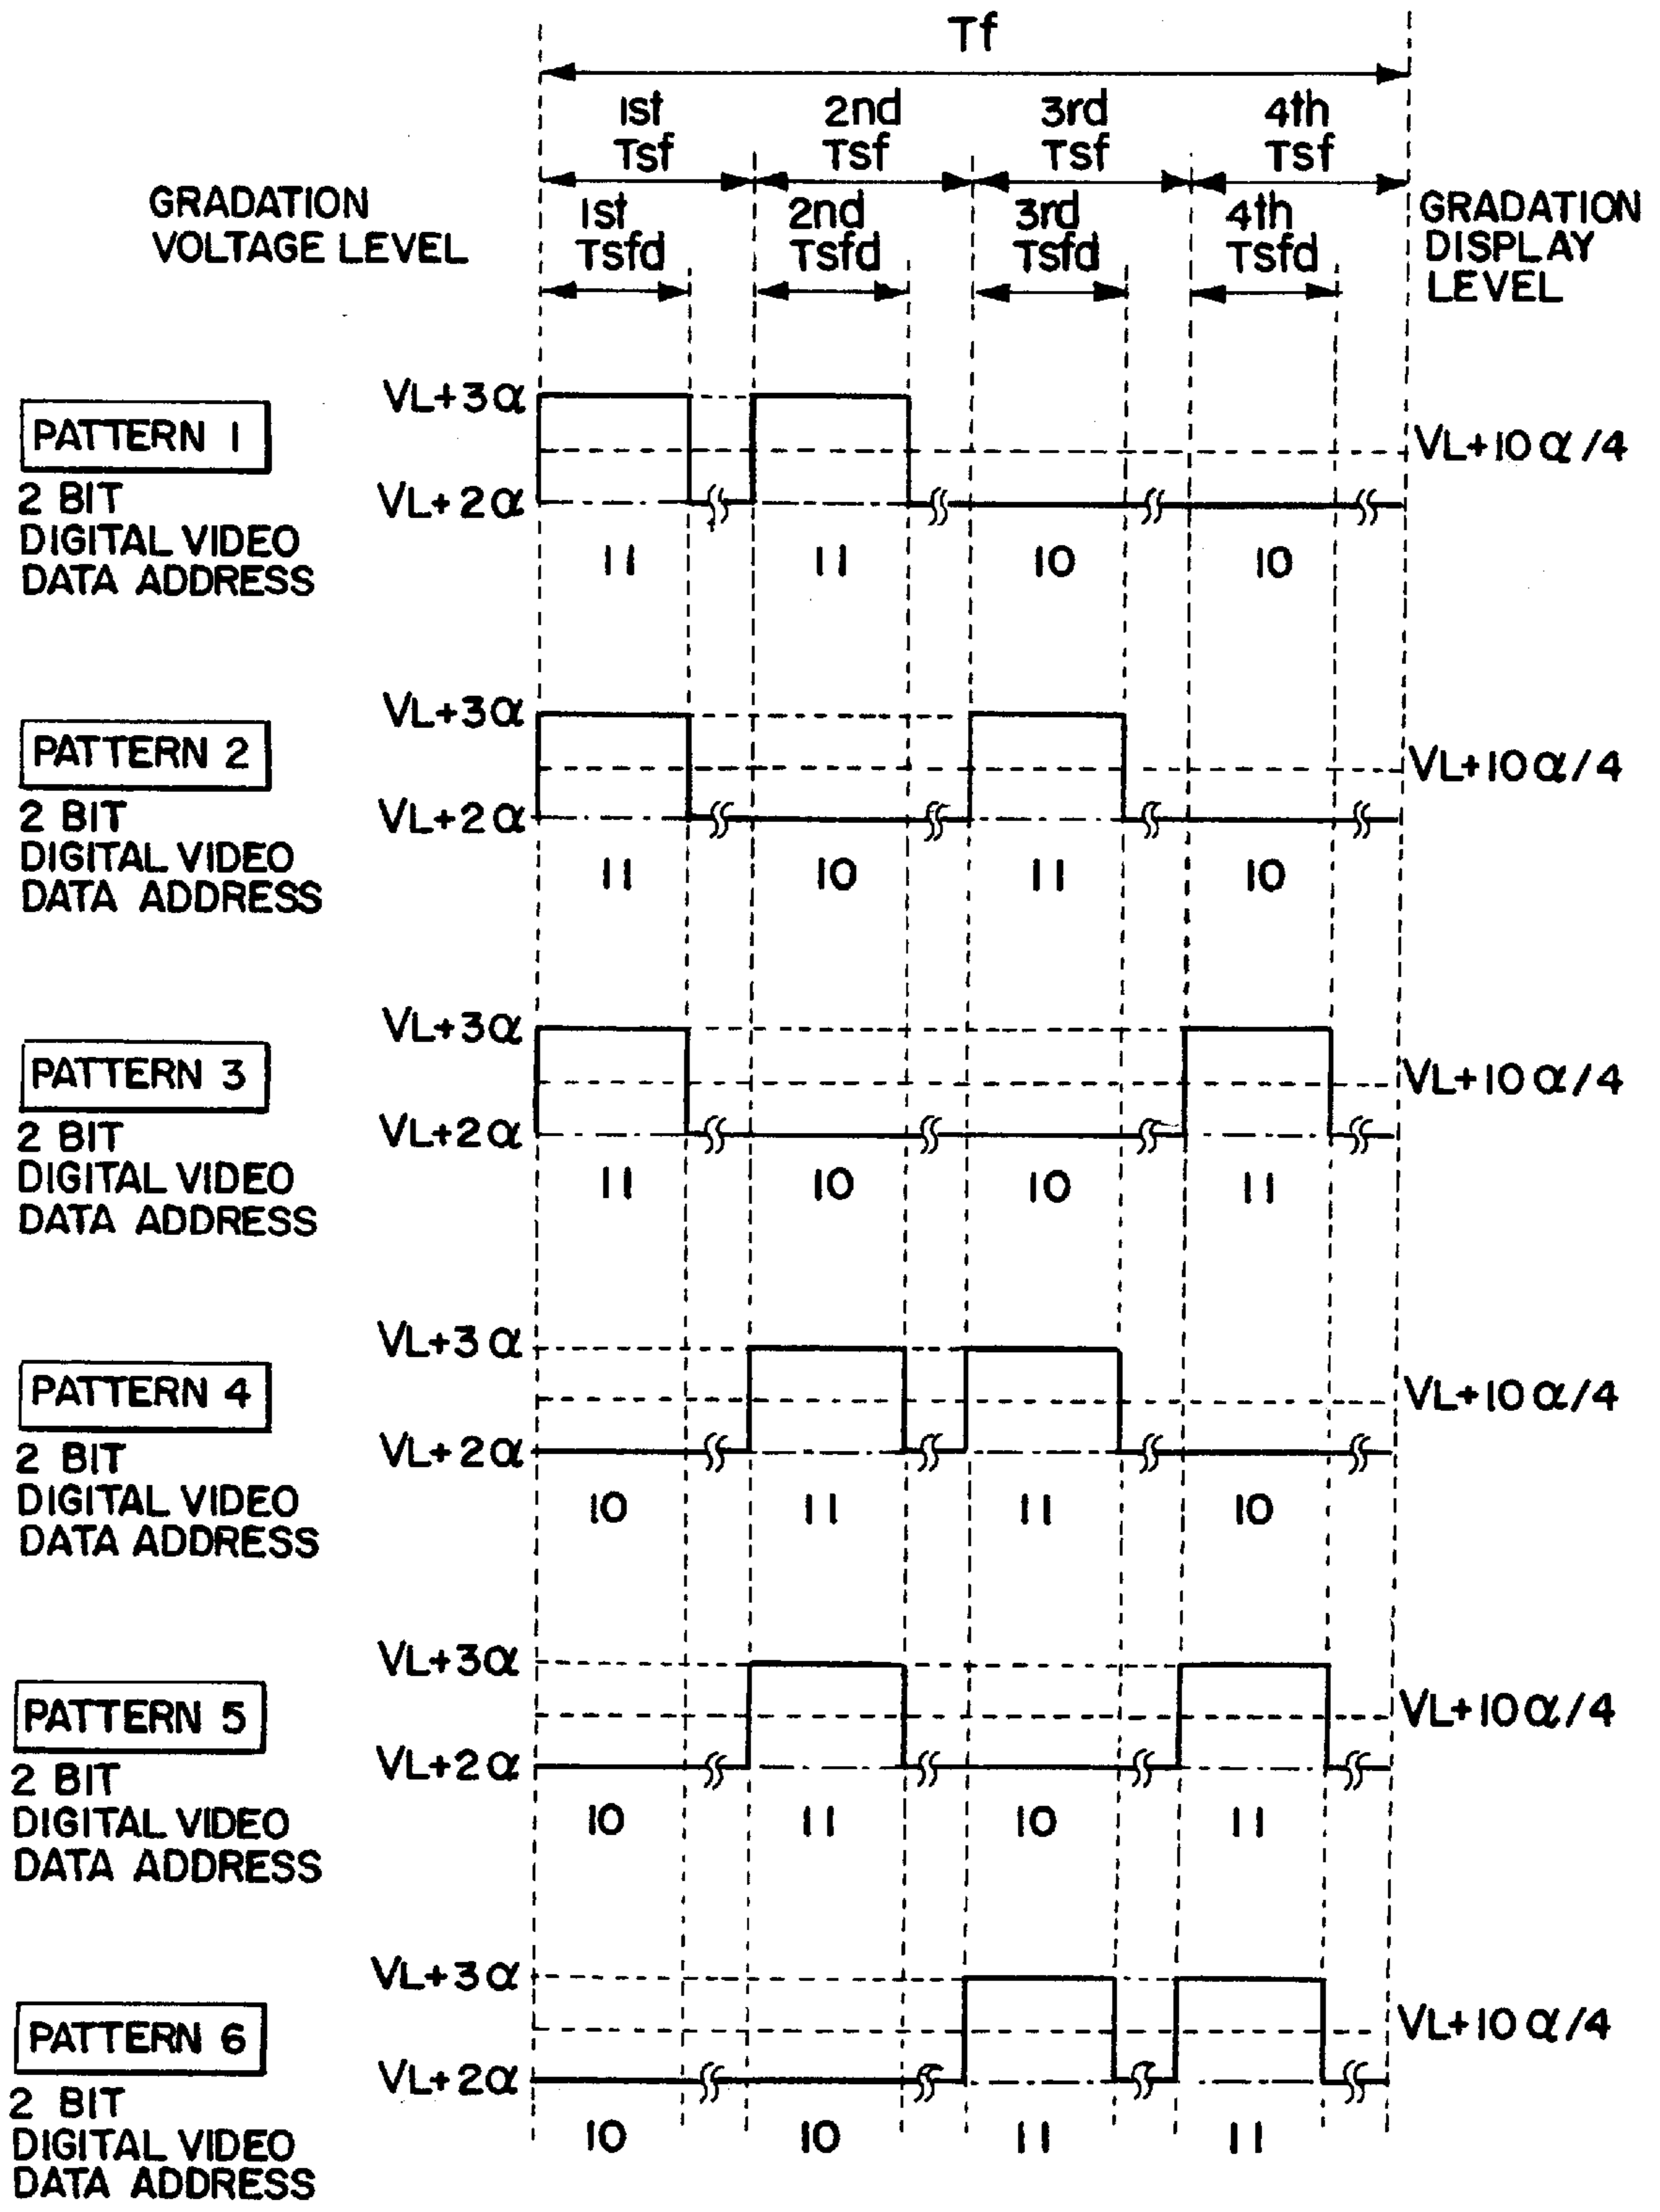 Tf
1st 2nd 3rd 4th
Tsf Tsf Tsf Tsf
GRADATION
VOLTAGE LEVEL
1st 2nd 3rd 4th
Tsfd Tsfd Tsfd Tsfd
GRADATION
DISPLAY
LEVEL
VL+3α
PATTERN 1
VL+10α/4
VL+2α
2 BIT
DIGITAL VIDEO
DATA ADDRESS
11 11 10 10
VL+3α
PATTERN 2
VL+10α/4
VL+2α
2 BIT
DIGITAL VIDEO
DATA ADDRESS
11 10 11 10
VL+3α
PATTERN 3
VL+10α/4
VL+2α
2 BIT
DIGITAL VIDEO
DATA ADDRESS
11 10 10 11
VL+3α
PATTERN 4
VL+10α/4
VL+2α
2 BIT
DIGITAL VIDEO
DATA ADDRESS
10 11 11 10
VL+3α
PATTERN 5
VL+10α/4
VL+2α
2 BIT
DIGITAL VIDEO
DATA ADDRESS
10 11 10 11
VL+3α
PATTERN 6
VL+10α/4
VL+2α
2 BIT
DIGITAL VIDEO
DATA ADDRESS
10 10 11 11